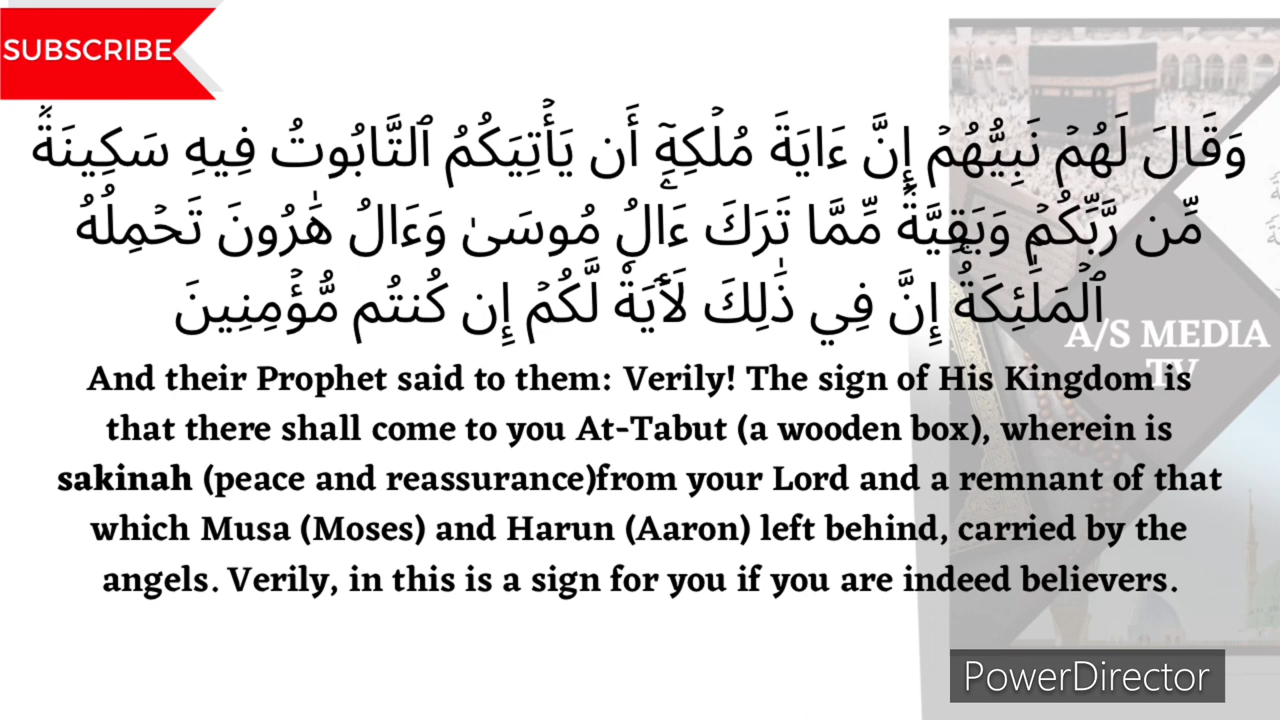 SUBSCRIBE
وَقَالَ لَهُمۡ نَبِيُّهُمۡ إِنَّ ءَايَةَ مُلۡكِهِۦٓ أَن يَأۡتِيَكُمُ ٱلتَّابُوتُ فِيهِ سَكِينَةٞ
مِّن رَّبِّكُمۡ وَبَقِيَّةٞ مِّمَّا تَرَكَ ءَالُ مُوسَىٰ وَءَالُ هَٰرُونَ تَحۡمِلُهُ
ٱلۡمَلَٰٓئِكَةُۚ إِنَّ فِي ذَٰلِكَ لَأٓيَةٗ لَّكُمۡ إِن كُنتُم مُّؤۡمِنِينَ
A/S MEDIA
TV
And their Prophet said to them: Verily! The sign of His Kingdom is
that there shall come to you At-Tabut (a wooden box), wherein is
sakinah (peace and reassurance)from your Lord and a remnant of that
which Musa (Moses) and Harun (Aaron) left behind, carried by the
angels. Verily, in this is a sign for you if you are indeed believers.
PowerDirector